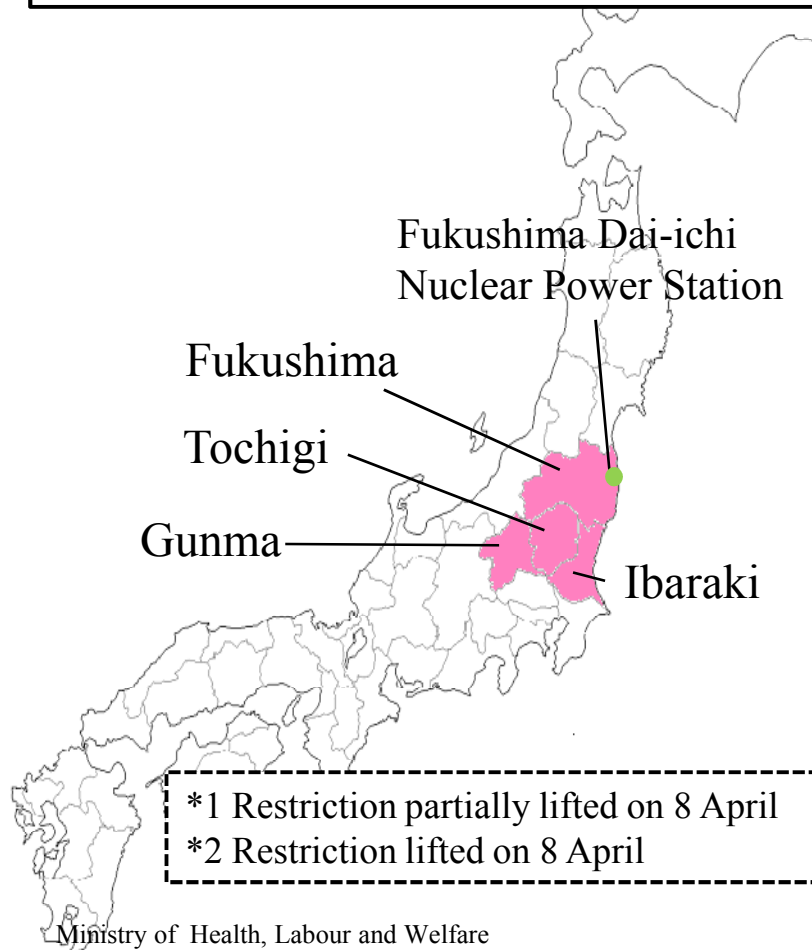 Fukushima Dai-ichi
Nuclear Power Station
Fukushima
Tochigi
Gunma
Ibaraki
*1 Restriction partially lifted on 8 April
*2 Restriction lifted on 8 April
Ministry of Health, Labour and Welfare